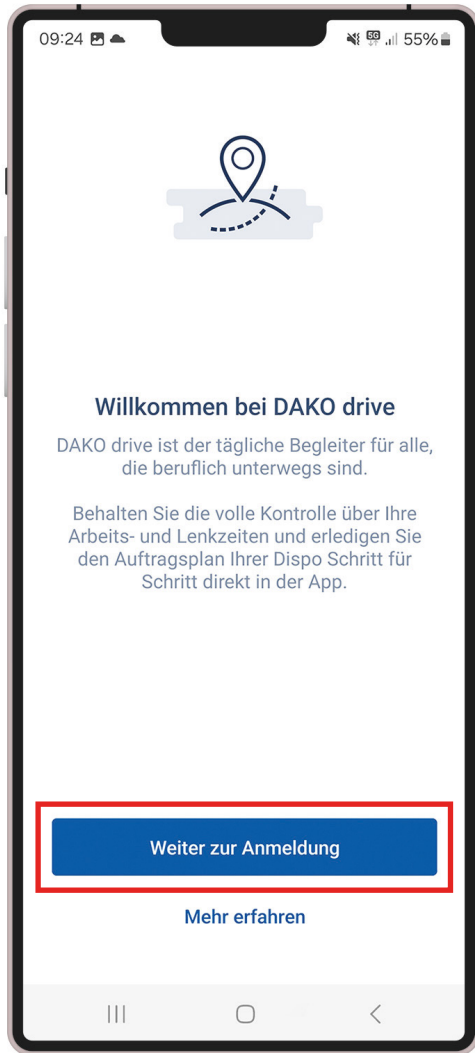 09:24 5G 55%
Willkommen bei DAKO drive
DAKO drive ist der tägliche Begleiter für alle,
die beruflich unterwegs sind.
Behalten Sie die volle Kontrolle über Ihre
Arbeits- und Lenkzeiten und erledigen Sie
den Auftragsplan Ihrer Dispo Schritt für
Schritt direkt in der App.
Weiter zur Anmeldung
Mehr erfahren